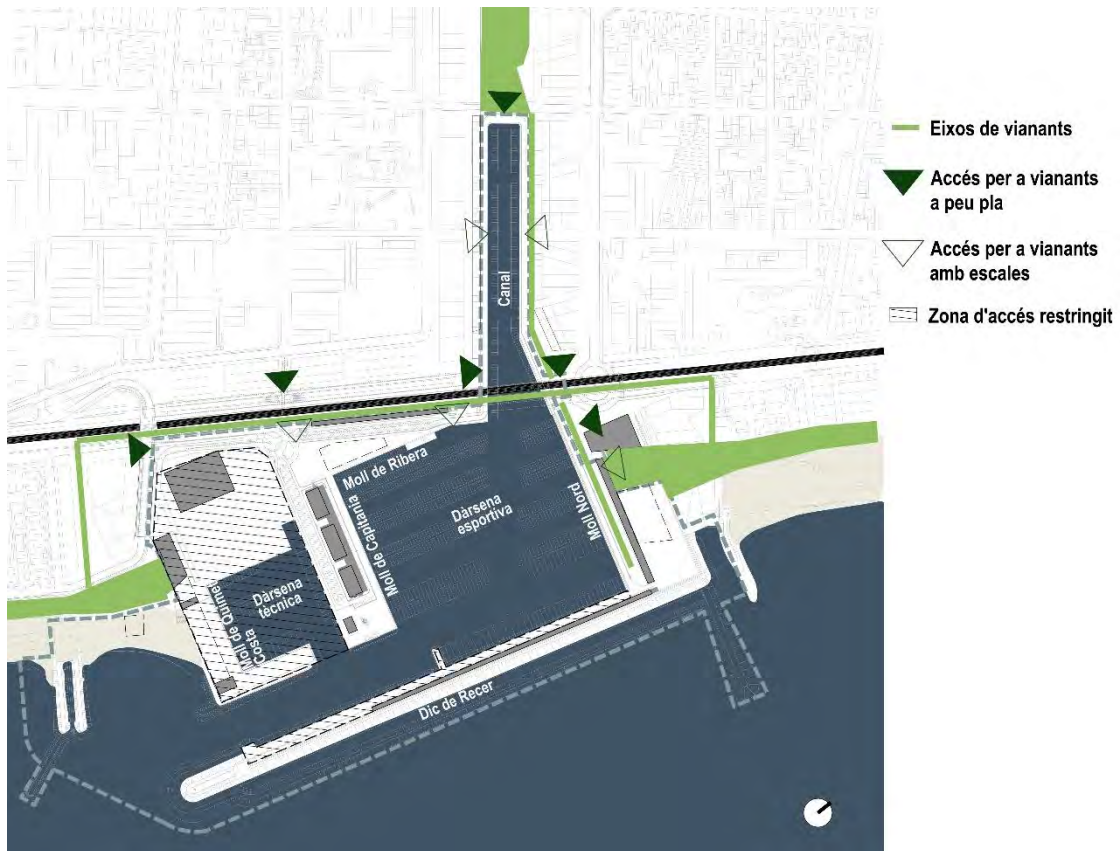 Eixos de vianants
Accés per a vianants
a peu pla
Accés per a vianants
amb escales
Zona d'accés restringit
Canal
Moll de Ribera
Moll de Capitania
Dàrsena
esportiva
Moll Nord
Dàrsena
tècnica
Moll de Quimet
Costa
Dic de Recer